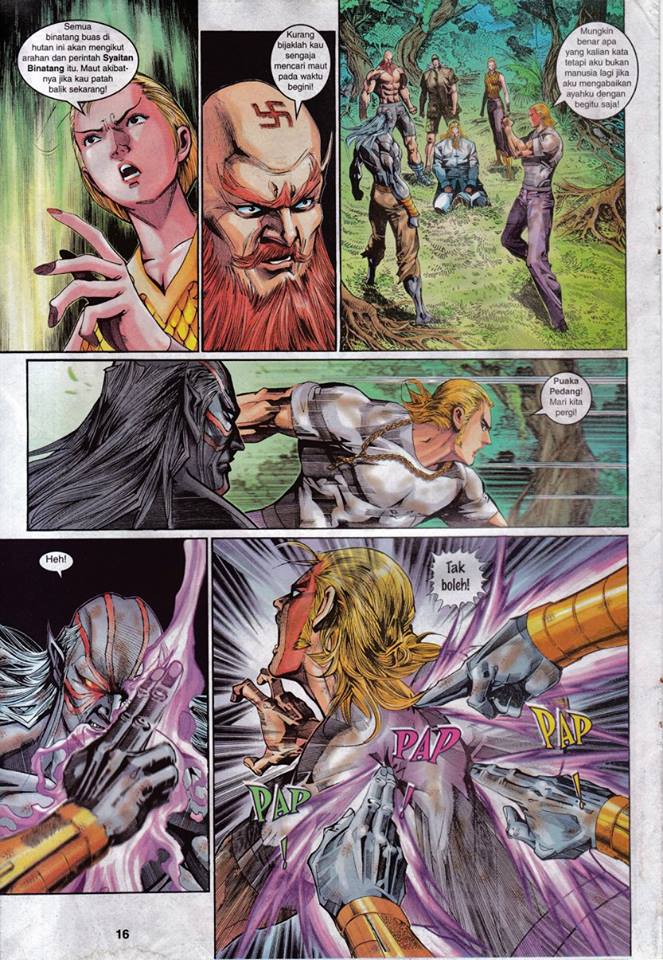 Semua
binatang buas di
hutan ini akan mengikut
arahan dan perintah Syaitan
Binatang itu. Maut akibat-
nya jika kau patah
balik sekarang!
Kurang
bijaklah kau
sengaja
mencari maut
pada waktu
begini!
Mungkin
benar apa
yang kalian kata
tetapi aku bukan
manusia lagi jika
aku mengabaikan
ayahku dengan
begitu saja!
Puaka
Pedang!
Mari kita
pergi!
Heh!
Tak
boleh!
PAP
PAP
!
PAP
!
!
16